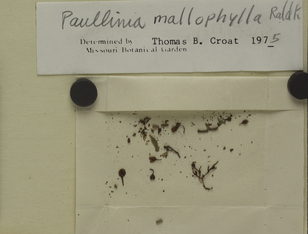 Paullinia mallophylla Radlk
Determined by Thomas B. Croat 1975
Missouri Botanical Garden